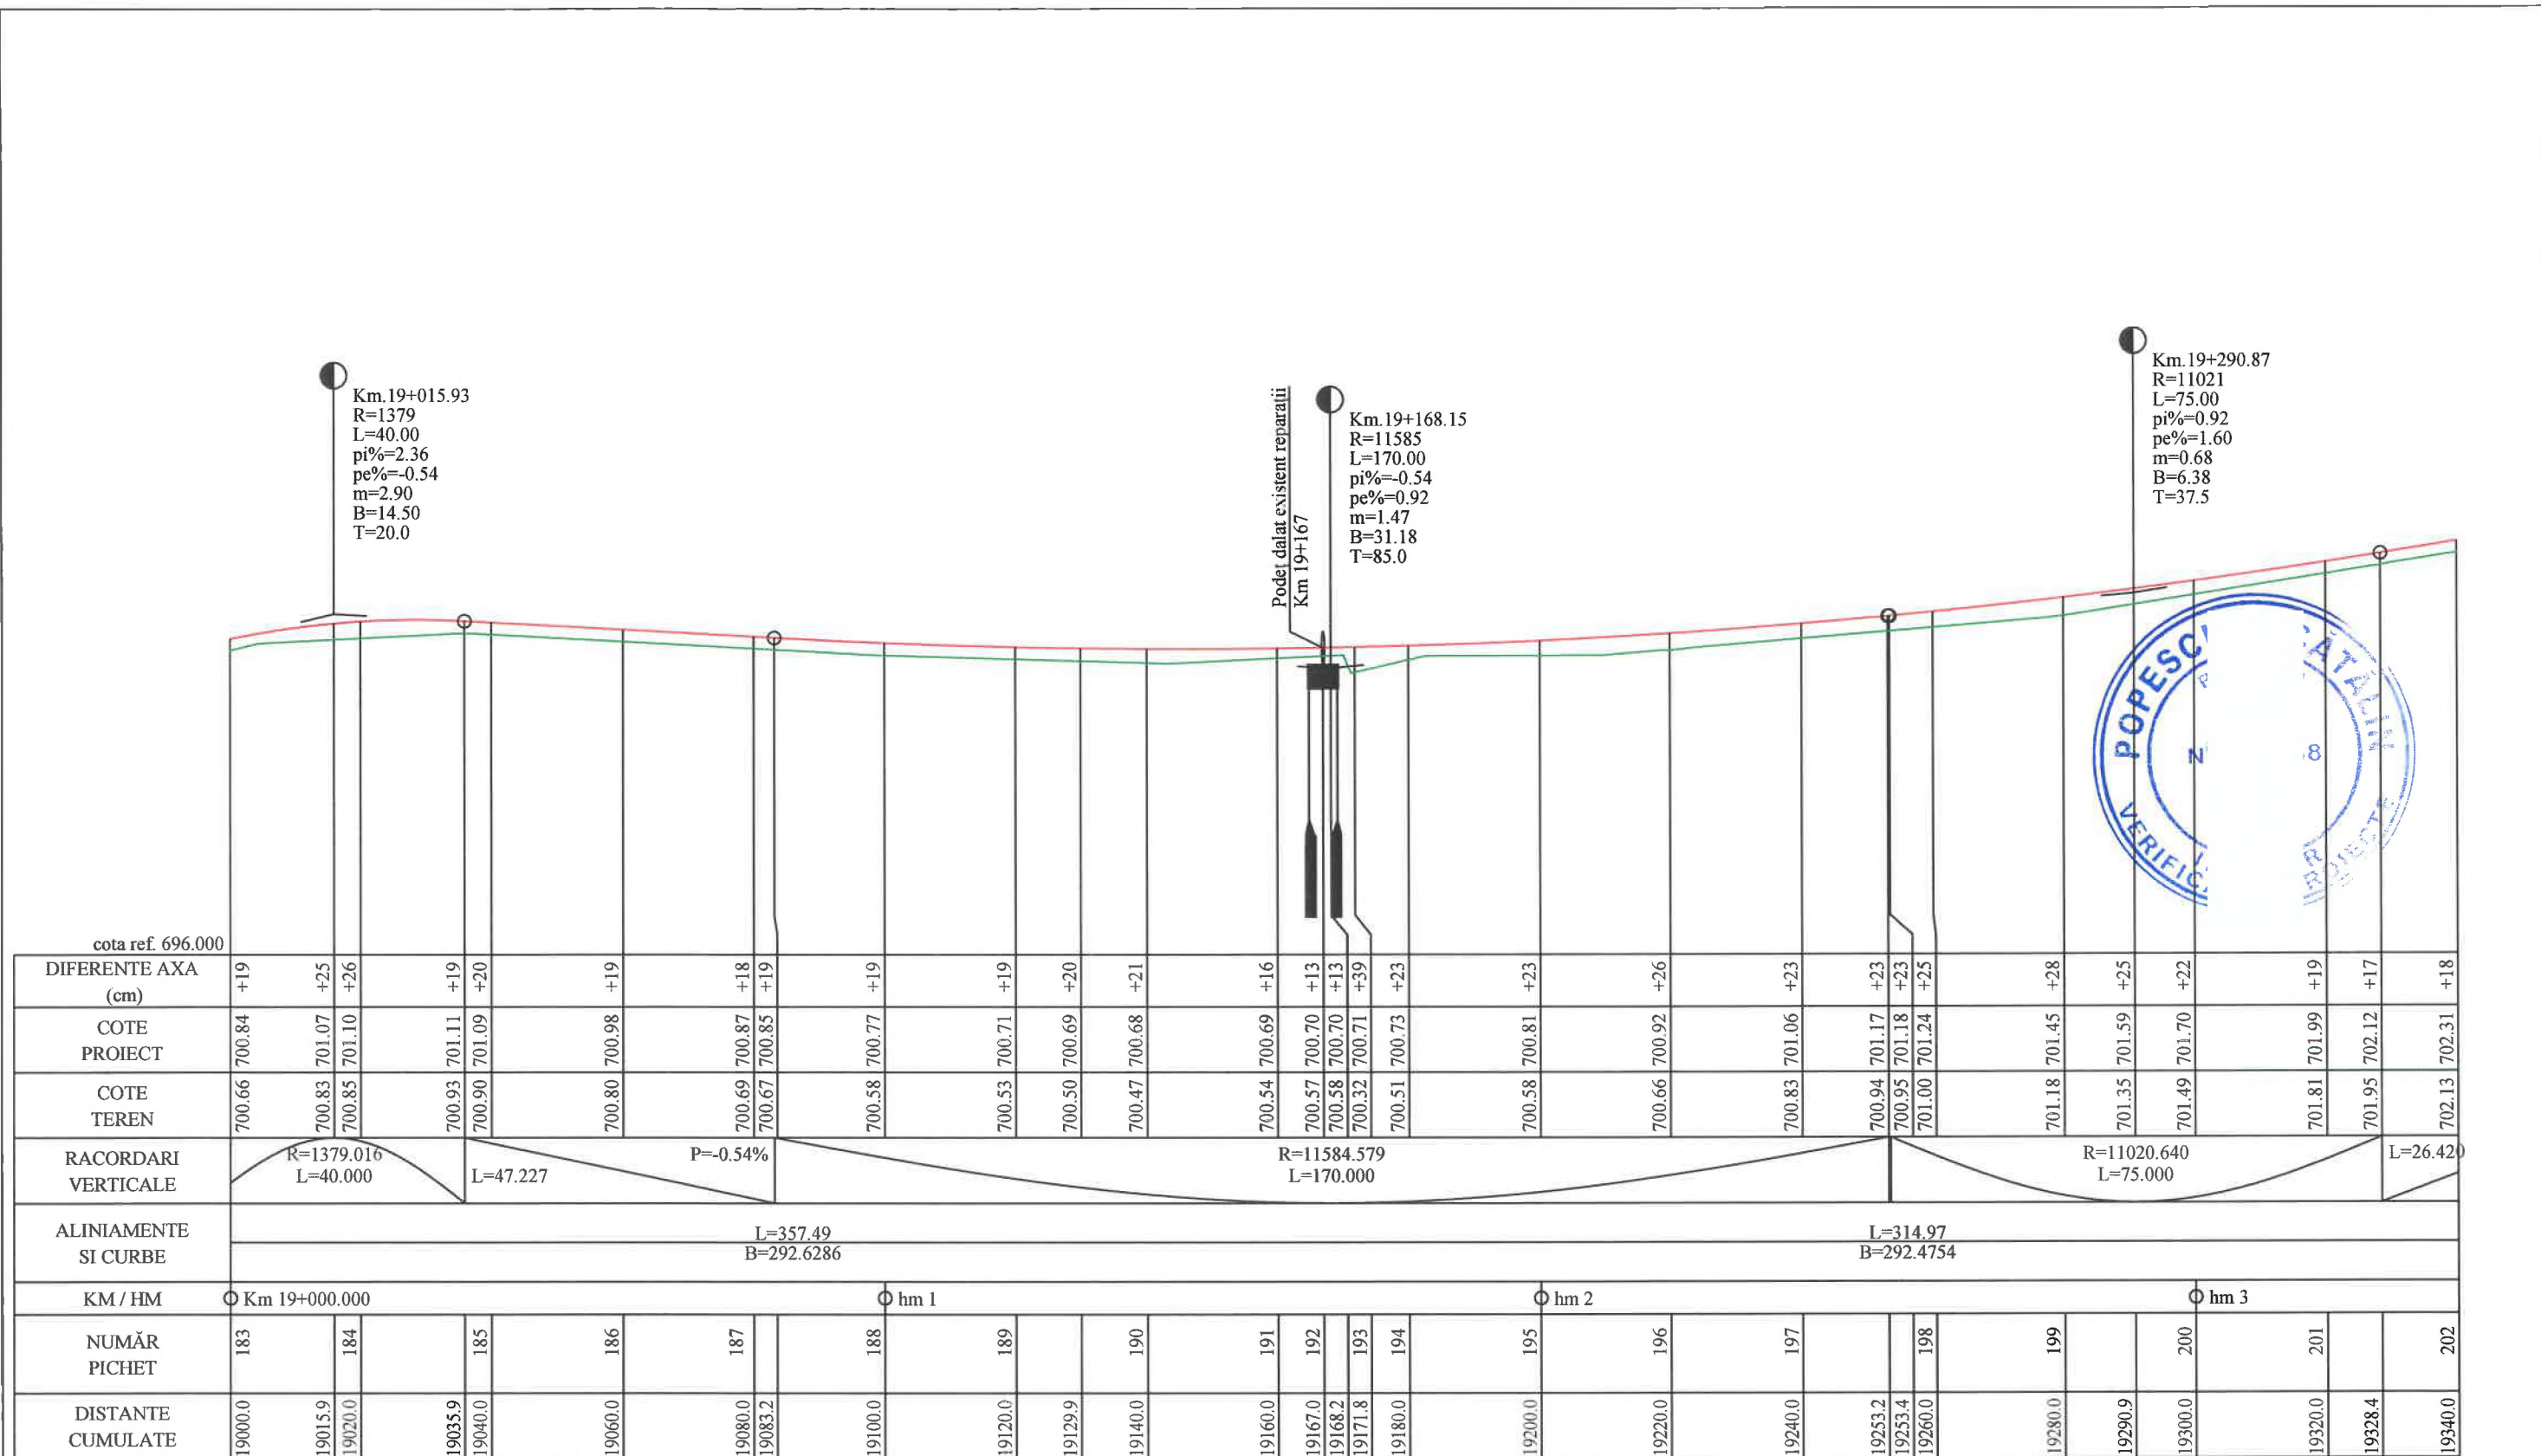 Km.19+015.93
R=1379
L=40.00
pi%=2.36
pe%=-0.54
m=2.90
B=14.50
T=20.0
Podeț dalat existent reparații
Km 19+167
Km.19+168.15
R=11585
L=170.00
pi%=-0.54
pe%=0.92
m=1.47
B=31.18
T=85.0
Km.19+290.87
R=11021
L=75.00
pi%=0.92
pe%=1.60
m=0.68
B=6.38
T=37.5
CĂTĂLIN
VERIFIC
N 8
cota ref. 696.000
DIFERENTE AXA
(cm)
+19 +25 +26 +19 +20 +19 +18 +19 +19 +19 +20 +21 +16 +13 +13 +39 +23 +23 +26 +23 +23 +23 +25 +28 +25 +22 +19 +17 +18
COTE
PROIECT
700.84 701.07 701.10 701.11 701.09 700.98 700.87 700.85 700.77 700.71 700.69 700.68 700.69 700.70 700.70 700.71 700.73 700.81 700.92 701.06 701.17 701.18 701.24 701.45 701.59 701.70 701.99 702.12 702.31
COTE
TEREN
700.66 700.83 700.85 700.93 700.90 700.80 700.69 700.67 700.58 700.53 700.50 700.47 700.54 700.57 700.58 700.32 700.51 700.58 700.66 700.83 700.94 700.95 701.00 701.18 701.35 701.49 701.81 701.95 702.13
RACORDARI
VERTICALE
R=1379.016
L=40.000
L=47.227
P=-0.54%
R=11584.579
L=170.000
R=11020.640
L=75.000
L=26.420
ALINIAMENTE
SI CURBE
L=357.49
B=292.6286
L=314.97
B=292.4754
KM / HM
Km 19+000.000 hm 1 hm 2 hm 3
NUMĂR
PICHET
183 184 185 186 187 188 189 190 191 192 193 194 195 196 197 198 199 200 201 202
DISTANTE
CUMULATE
19000.0 19015.9 19020.0 19035.9 19040.0 19060.0 19080.0 19083.2 19100.0 19120.0 19129.9 19140.0 19160.0 19167.0 19168.2 19171.8 19180.0 19200.0 19220.0 19240.0 19253.2 19253.4 19260.0 19280.0 19290.9 19300.0 19320.0 19328.4 19340.0